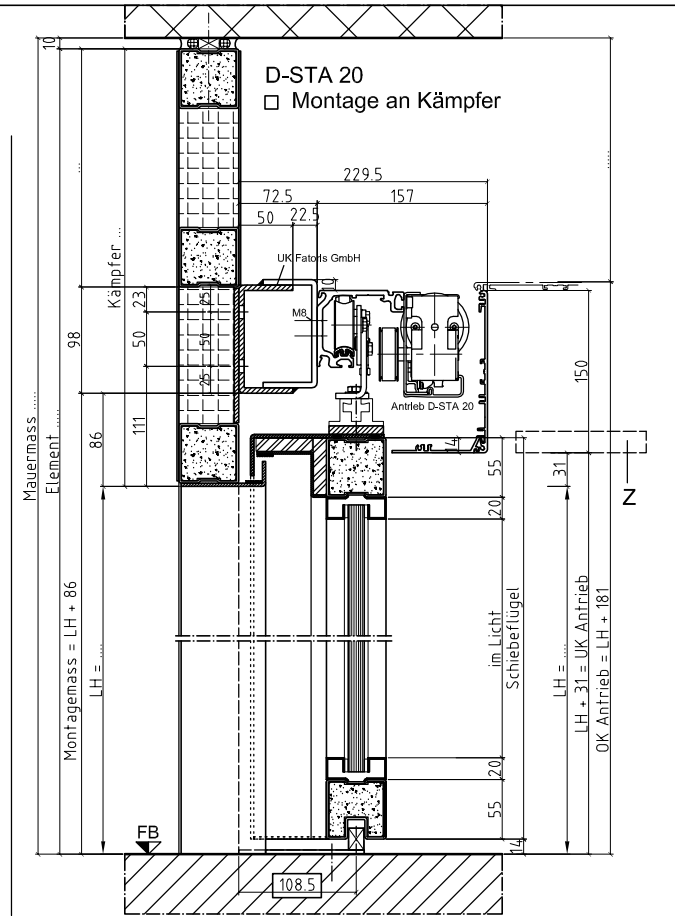 D-STA 20
□ Montage an Kämpfer
10
229.5
72.5
157
50
22.5
UK Fatorls GmbH
10
M8
Antrieb D-STA 20
Kämpfer ...
...
98
86
23
50
111
25
50
25
Mauermass .....
Element .....
Montagemass = LH + 86
LH = ....
FB
108.5
14
55
20
im Licht
Schiebeflügel
20
55
14
.....
150
31
Z
LH = ....
LH + 31 = UK Antrieb
OK Antrieb = LH + 181